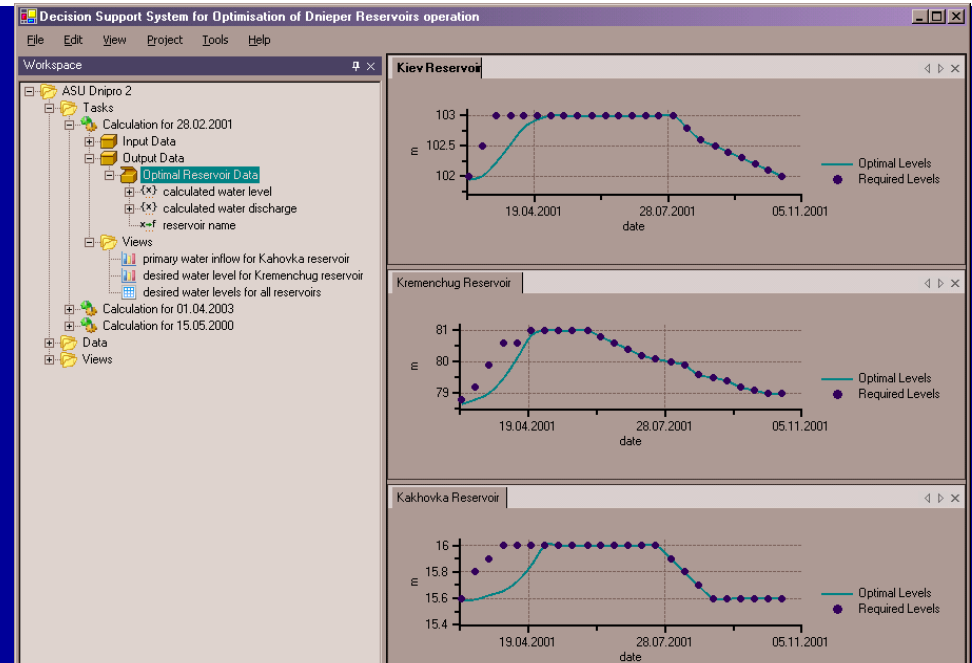 Decision Support System for Optimisation of Dnieper Reservoirs operation
File Edit View Project Tools Help
Workspace
ASU Dnipro 2
Tasks
Calculation for 28.02.2001
Input Data
Output Data
Optimal Reservoir Data
{x} calculated water level
{x} calculated water discharge
x→f reservoir name
Views
primary water inflow for Kahovka reservoir
desired water level for Kremenchug reservoir
desired water levels for all reservoirs
Calculation for 01.04.2003
Calculation for 15.05.2000
Data
Views
Kiev Reservoir
103
102.5
102
m
19.04.2001 28.07.2001 05.11.2001
date
Optimal Levels
Required Levels
Kremenchug Reservoir
81
80
79
m
19.04.2001 28.07.2001 05.11.2001
date
Optimal Levels
Required Levels
Kakhovka Reservoir
16
15.8
15.6
15.4
m
19.04.2001 28.07.2001 05.11.2001
date
Optimal Levels
Required Levels